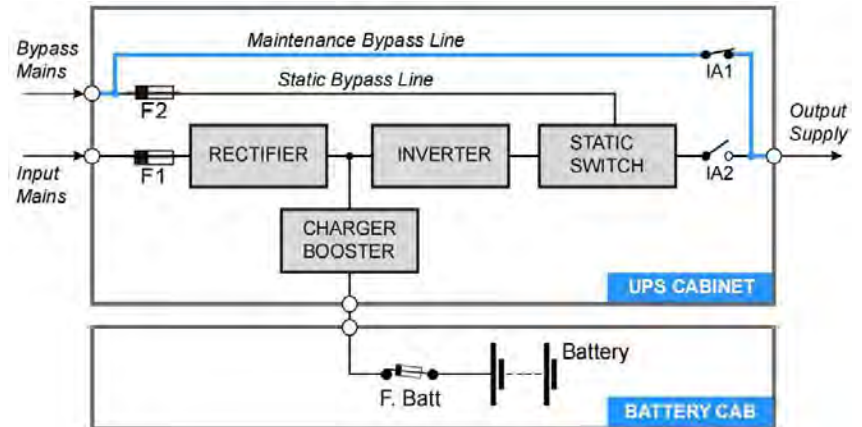 Maintenance Bypass Line
Bypass
Mains
IA1
Static Bypass Line
F2
Output
Supply
RECTIFIER
INVERTER
STATIC
SWITCH
F1
IA2
Input
Mains
CHARGER
BOOSTER
UPS CABINET
Battery
F. Batt
BATTERY CAB